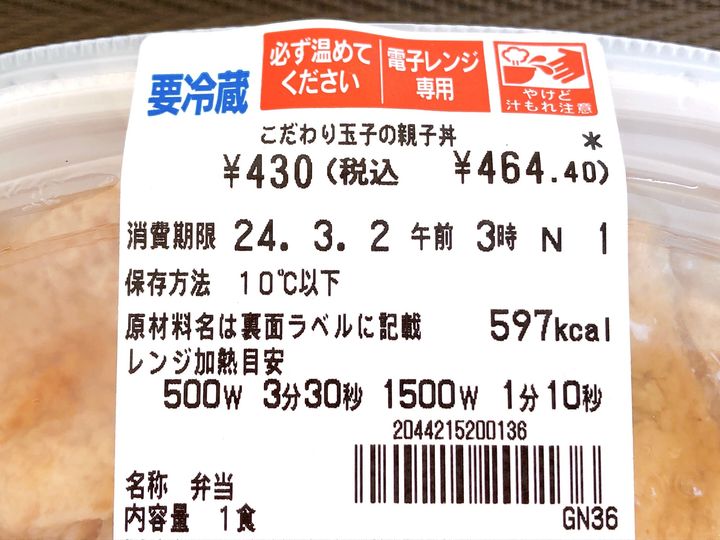 要冷蔵
必ず温めて
ください
電子レンジ
専用
やけど
汁もれ注意
こだわり玉子の親子丼
¥430(税込 ¥464.40)*
消費期限 24. 3. 2 午前 3時 N 1
保存方法 10℃以下
原材料名は裏面ラベルに記載 597kcal
レンジ加熱目安
500W 3分30秒 1500W 1分10秒
2044215200136
名称 弁当
内容量 1食
GN36